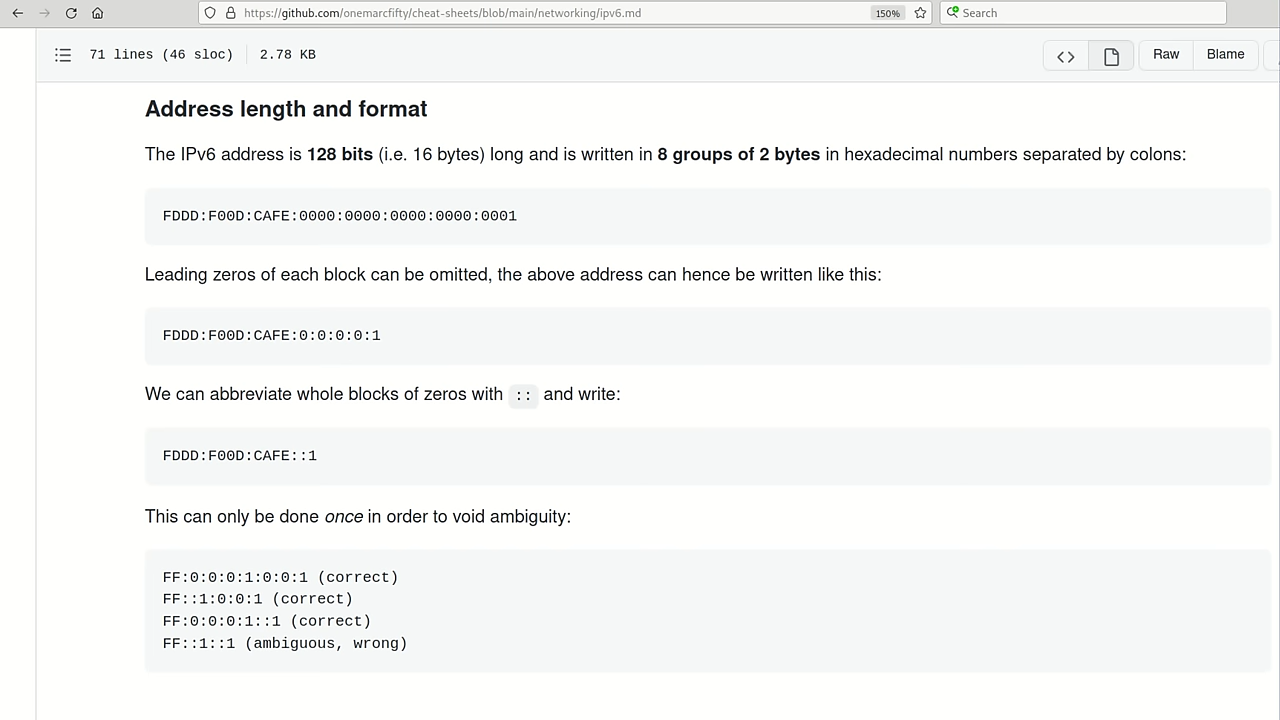 https://github.com/onemarcfifty/cheat-sheets/blob/main/networking/ipv6.md
150%
Search
71 lines (46 sloc)
2.78 KB
Raw
Blame
Address length and format
The IPv6 address is 128 bits (i.e. 16 bytes) long and is written in 8 groups of 2 bytes in hexadecimal numbers separated by colons:
FDDD:F00D:CAFE:0000:0000:0000:0000:0001
Leading zeros of each block can be omitted, the above address can hence be written like this:
FDDD:F00D:CAFE:0:0:0:0:1
We can abbreviate whole blocks of zeros with :: and write:
FDDD:F00D:CAFE::1
This can only be done once in order to void ambiguity:
FF:0:0:0:1:0:0:1 (correct)
FF::1:0:0:1 (correct)
FF:0:0:0:1::1 (correct)
FF::1::1 (ambiguous, wrong)